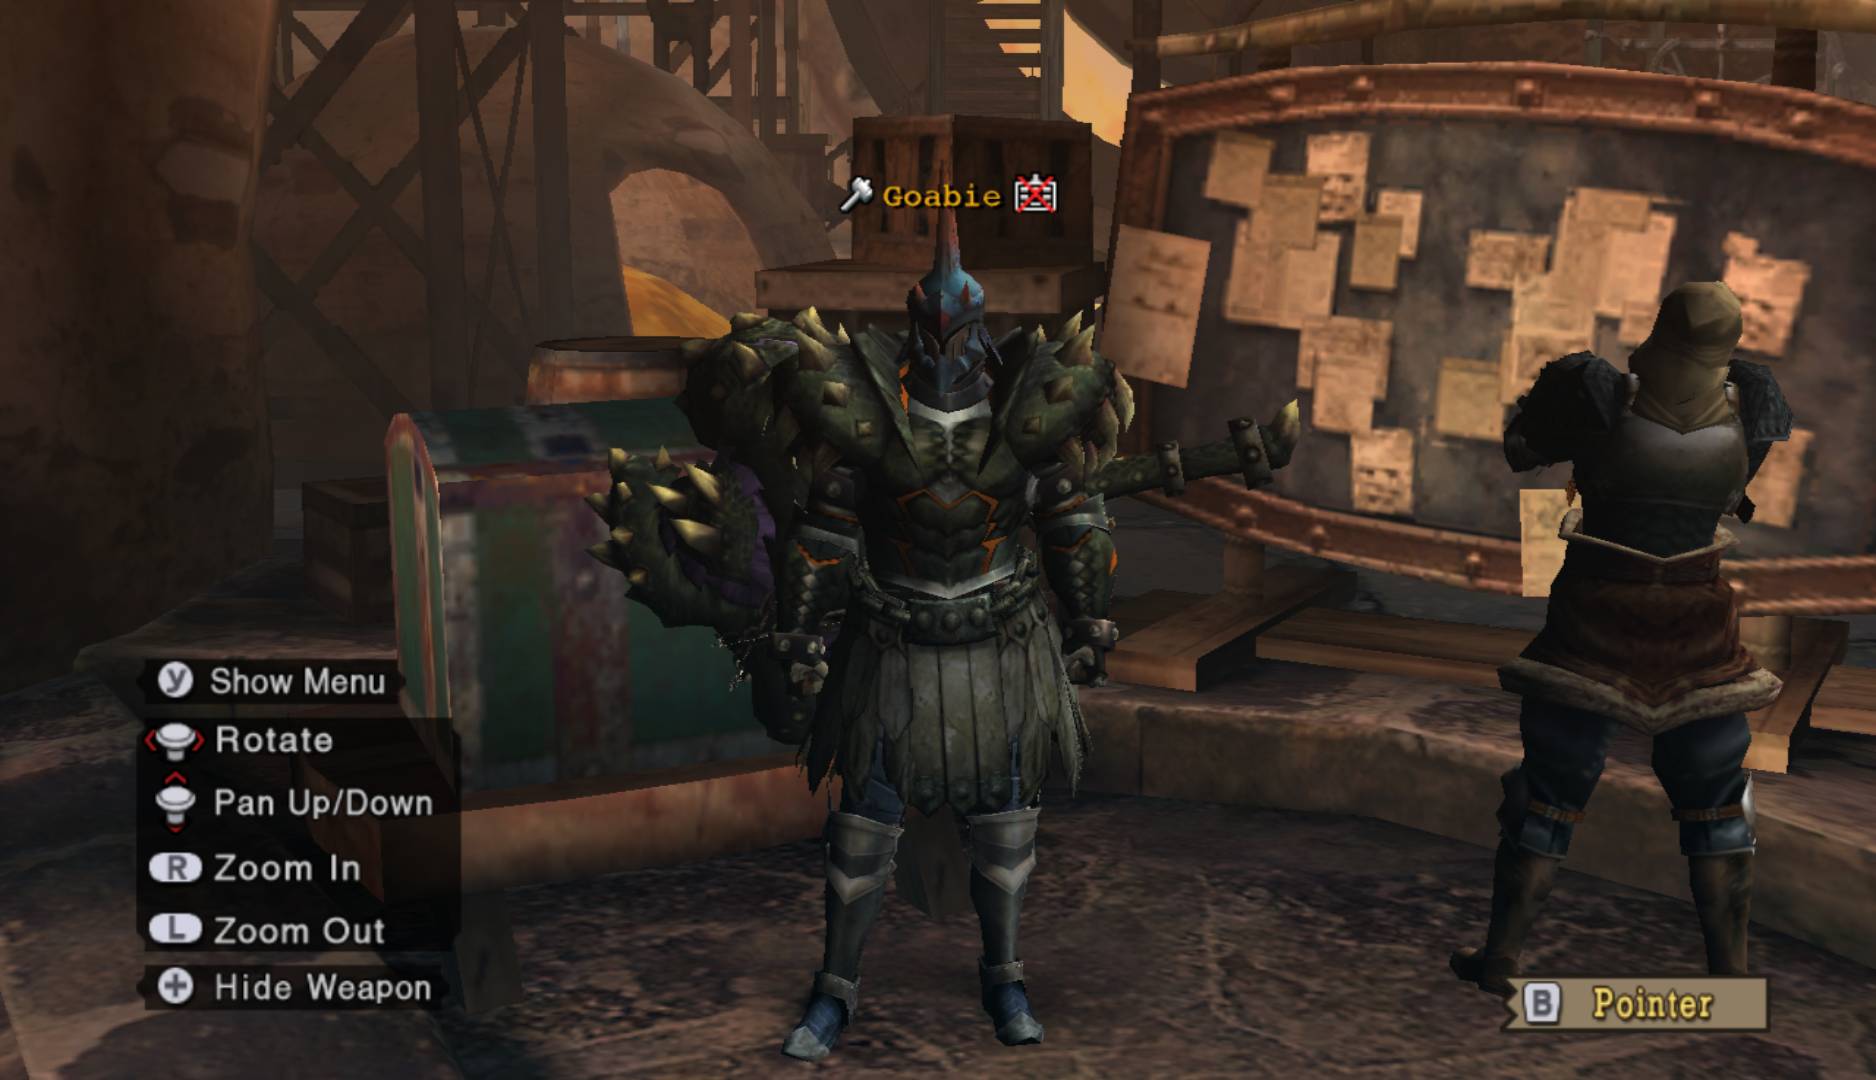 Goabie
Y Show Menu
Rotate
Pan Up/Down
R Zoom In
L Zoom Out
Hide Weapon
B Pointer